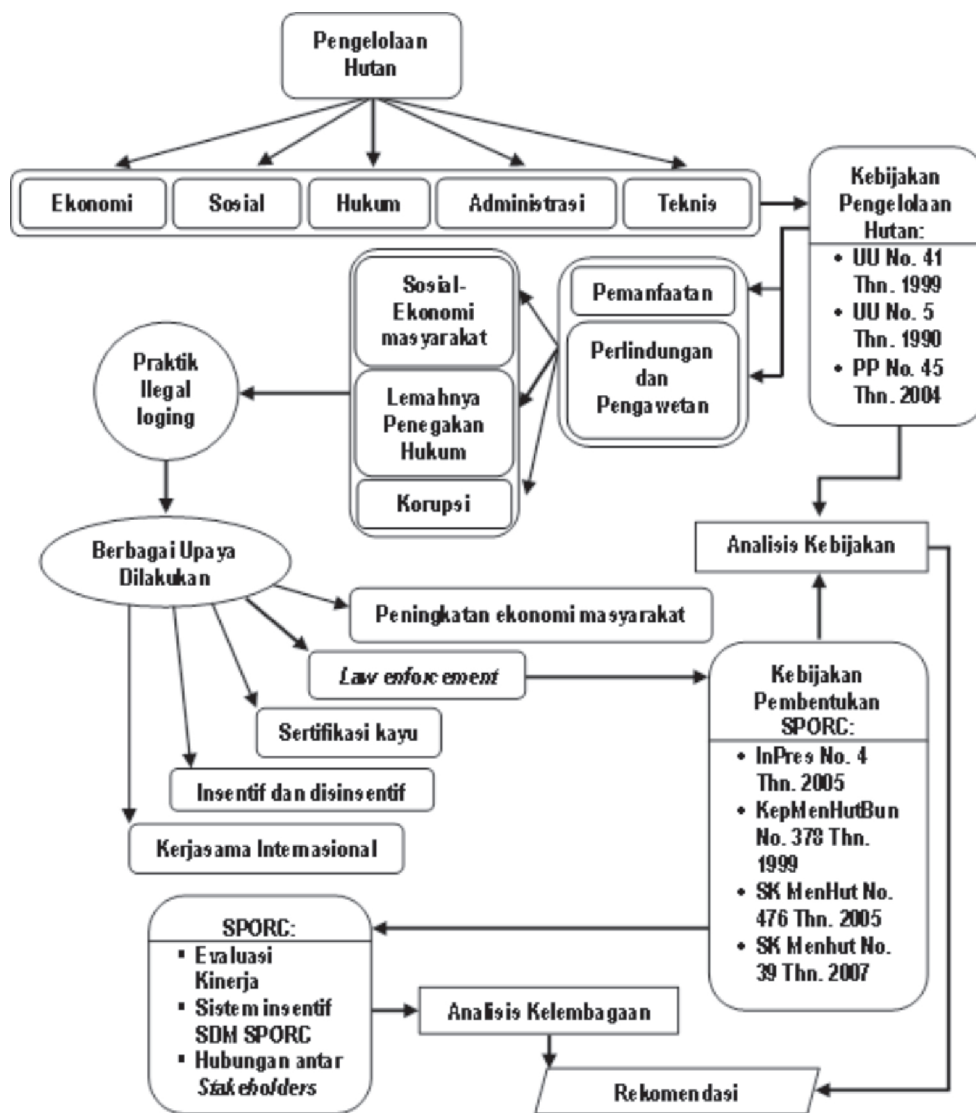 Pengelolaan
Hutan
Ekonomi
Sosial
Hukum
Administrasi
Teknis
Kebijakan
Pengelolaan
Hutan:
• UU No. 41
Thn. 1999
• UU No. 5
Thn. 1990
• PP No. 45
Thn. 2004
Sosial-
Ekonomi
masyarakat
Lemahnya
Penegakan
Hukum
Korupsi
Pemanfaatan
Perlindungan
dan
Pengawetan
Praktik
Ilegal
loging
Berbagai Upaya
Dilakukan
Analisis Kebijakan
Peningkatan ekonomi masyarakat
Law enforcement
Sertifikasi kayu
Insentif dan disinsentif
Kerjasama Internasional
Kebijakan
Pembentukan
SPORC:
• InPres No. 4
Thn. 2005
• KepMenHutBun
No. 378 Thn.
1999
• SK MenHut No.
476 Thn. 2005
• SK Menhut No.
39 Thn. 2007
SPORC:
▪ Evaluasi
Kinerja
▪ Sistem insentif
SDM SPORC
▪ Hubungan antar
Stakeholders
Analisis Kelembagaan
Rekomendasi